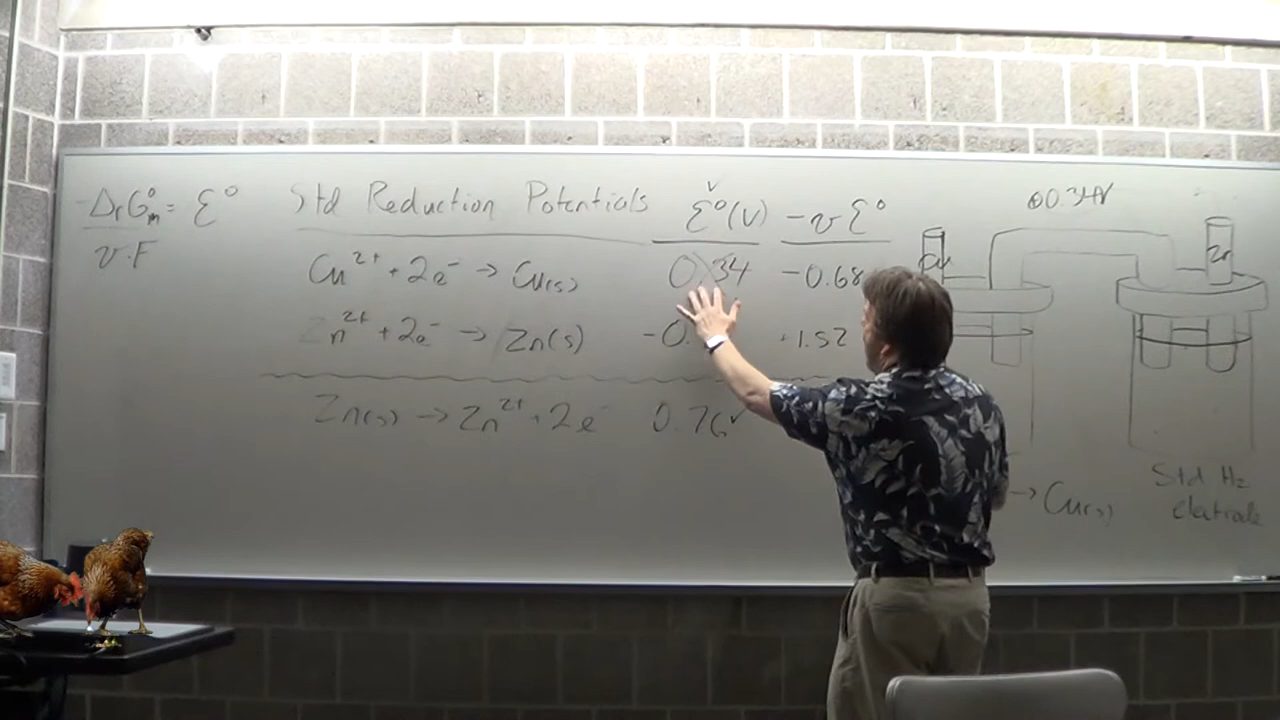 -ΔrG°m = Ɛ°
ν·F
Std Reduction Potentials Ɛ°(V) -νƐ°
Cu²⁺ + 2e⁻ → Cu(s) 0.34 -0.68
Zn²⁺ + 2e⁻ → Zn(s) -0. +1.52
Zn(s) → Zn²⁺ + 2e⁻ 0.76
⊕0.34V
Cu
→ Cu(s)
Std H₂
electrode